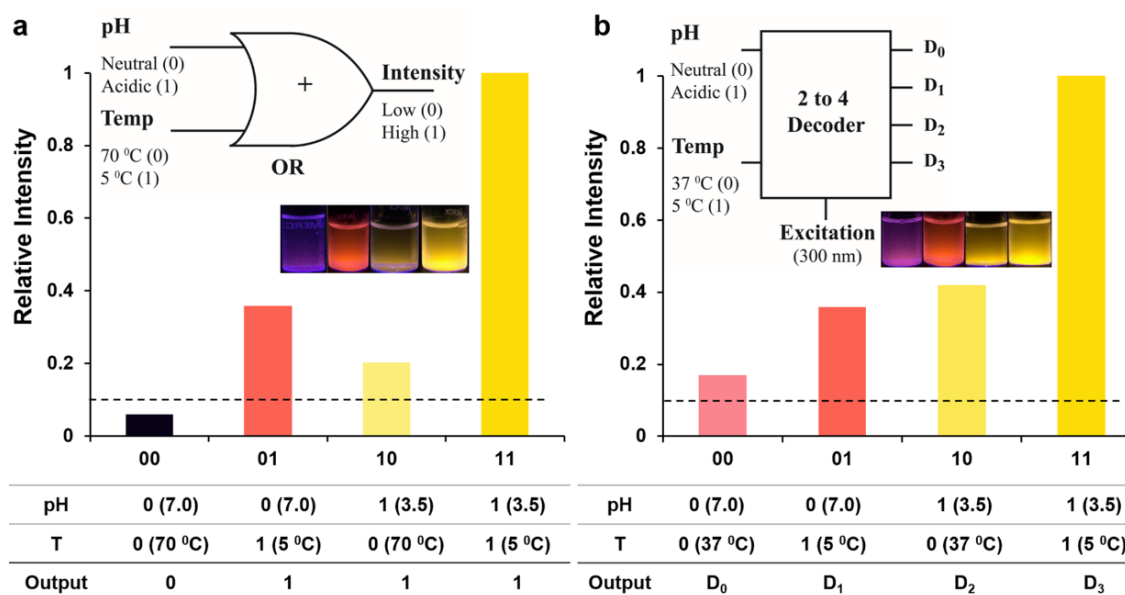 a
pH
Neutral (0)
Acidic (1)
Temp
70 ⁰C (0)
5 ⁰C (1)
+
OR
Intensity
Low (0)
High (1)
Relative Intensity
1
0.8
0.6
0.4
0.2
0
00 01 10 11
pH 0 (7.0) 0 (7.0) 1 (3.5) 1 (3.5)
T 0 (70 ⁰C) 1 (5 ⁰C) 0 (70 ⁰C) 1 (5 ⁰C)
Output 0 1 1 1
b
pH
Neutral (0)
Acidic (1)
Temp
37 ⁰C (0)
5 ⁰C (1)
2 to 4
Decoder
D₀
D₁
D₂
D₃
Excitation
(300 nm)
Relative Intensity
1
0.8
0.6
0.4
0.2
0
00 01 10 11
pH 0 (7.0) 0 (7.0) 1 (3.5) 1 (3.5)
T 0 (37 ⁰C) 1 (5 ⁰C) 0 (37 ⁰C) 1 (5 ⁰C)
Output D₀ D₁ D₂ D₃